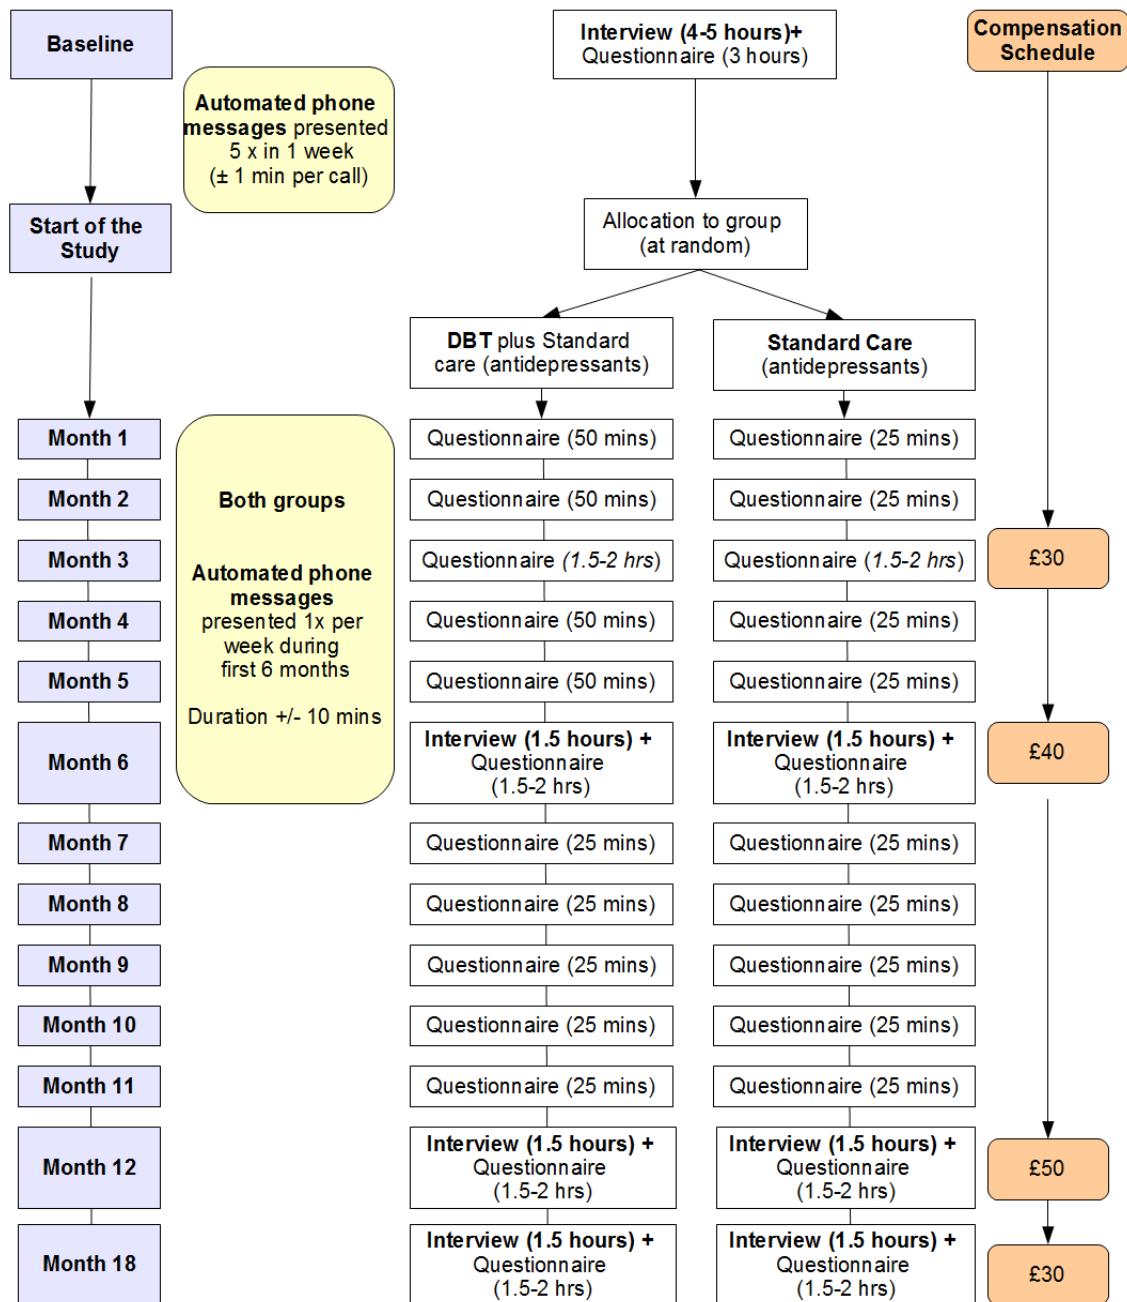 Baseline
Interview (4-5 hours)+
Questionnaire (3 hours)
Compensation
Schedule
Automated phone
messages presented
5 x in 1 week
(± 1 min per call)
Start of the
Study
Allocation to group
(at random)
DBT plus Standard
care (antidepressants)
Standard Care
(antidepressants)
Both groups
Automated phone
messages
presented 1x per
week during
first 6 months
Duration +/- 10 mins
Month 1
Questionnaire (50 mins)
Questionnaire (25 mins)
Month 2
Questionnaire (50 mins)
Questionnaire (25 mins)
Month 3
Questionnaire (1.5-2 hrs)
Questionnaire (1.5-2 hrs)
£30
Month 4
Questionnaire (50 mins)
Questionnaire (25 mins)
Month 5
Questionnaire (50 mins)
Questionnaire (25 mins)
Month 6
Interview (1.5 hours) +
Questionnaire
(1.5-2 hrs)
Interview (1.5 hours) +
Questionnaire
(1.5-2 hrs)
£40
Month 7
Questionnaire (25 mins)
Questionnaire (25 mins)
Month 8
Questionnaire (25 mins)
Questionnaire (25 mins)
Month 9
Questionnaire (25 mins)
Questionnaire (25 mins)
Month 10
Questionnaire (25 mins)
Questionnaire (25 mins)
Month 11
Questionnaire (25 mins)
Questionnaire (25 mins)
Month 12
Interview (1.5 hours) +
Questionnaire
(1.5-2 hrs)
Interview (1.5 hours) +
Questionnaire
(1.5-2 hrs)
£50
Month 18
Interview (1.5 hours) +
Questionnaire
(1.5-2 hrs)
Interview (1.5 hours) +
Questionnaire
(1.5-2 hrs)
£30